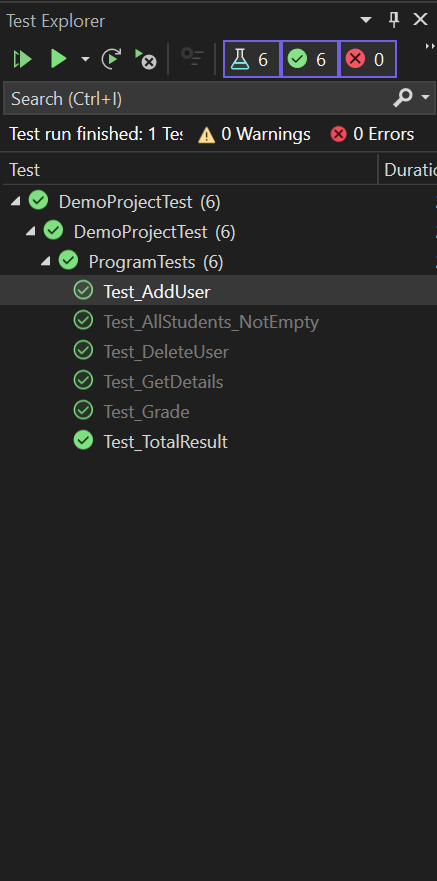 Test Explorer
6 6 0
Search (Ctrl+I)
Test run finished: 1 Tes 0 Warnings 0 Errors
Test Duratio
DemoProjectTest (6)
DemoProjectTest (6)
ProgramTests (6)
Test_AddUser
Test_AllStudents_NotEmpty
Test_DeleteUser
Test_GetDetails
Test_Grade
Test_TotalResult